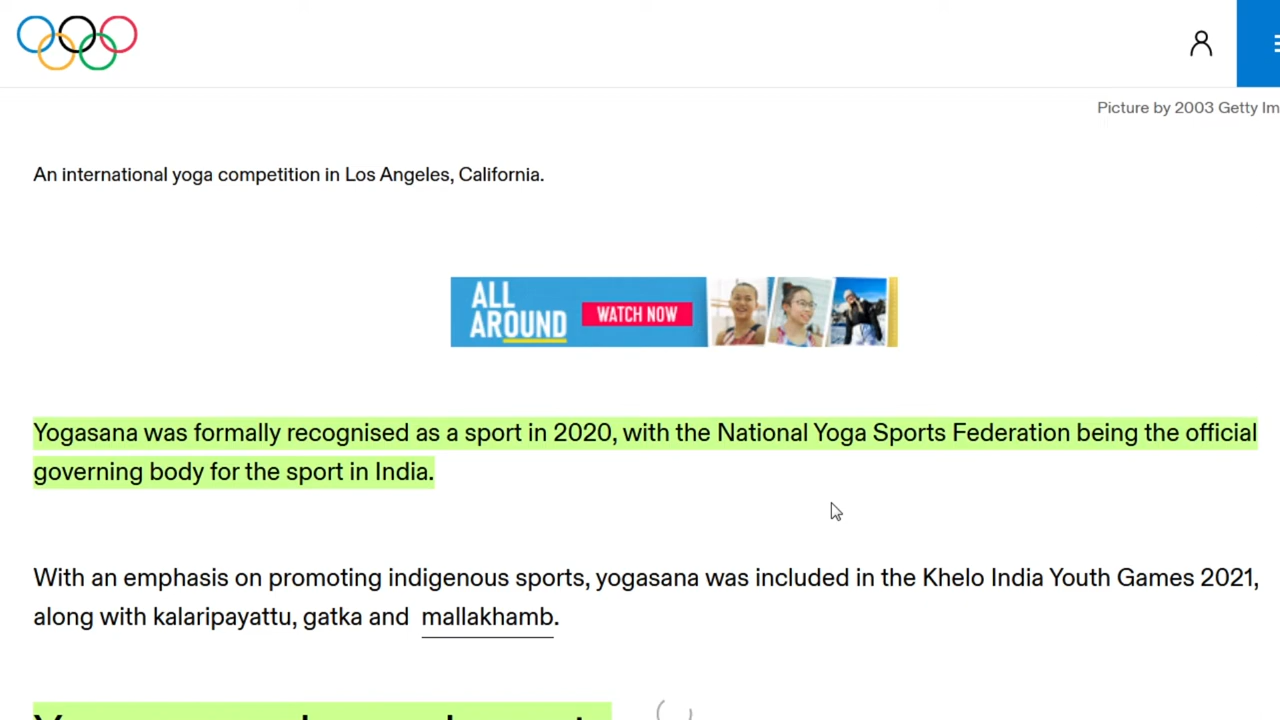 Picture by 2003 Getty Im
An international yoga competition in Los Angeles, California.
ALL
AROUND
WATCH NOW
Yogasana was formally recognised as a sport in 2020, with the National Yoga Sports Federation being the official
governing body for the sport in India.
With an emphasis on promoting indigenous sports, yogasana was included in the Khelo India Youth Games 2021,
along with kalaripayattu, gatka and mallakhamb.